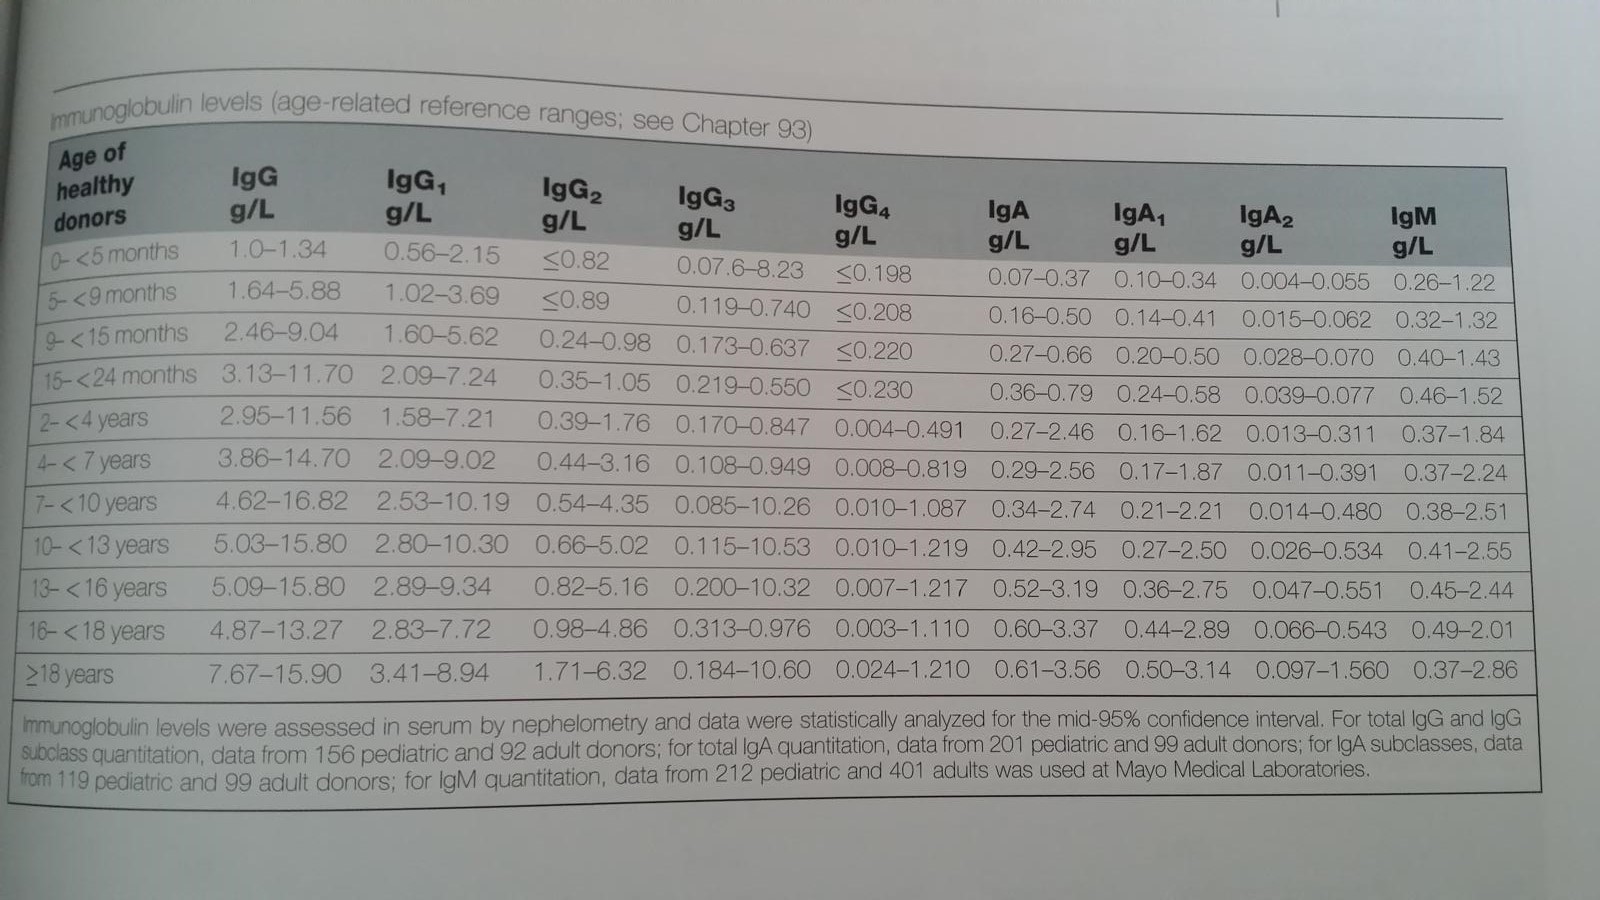 Immunoglobulin levels (age-related reference ranges; see Chapter 93)
Age of healthy donors IgG g/L IgG1 g/L IgG2 g/L IgG3 g/L IgG4 g/L IgA g/L IgA1 g/L IgA2 g/L IgM g/L
0– <5 months 1.0–1.34 0.56–2.15 ≤0.82 0.07.6–8.23 ≤0.198 0.07–0.37 0.10–0.34 0.004–0.055 0.26–1.22
5– <9 months 1.64–5.88 1.02–3.69 ≤0.89 0.119–0.740 ≤0.208 0.16–0.50 0.14–0.41 0.015–0.062 0.32–1.32
9– <15 months 2.46–9.04 1.60–5.62 0.24–0.98 0.173–0.637 ≤0.220 0.27–0.66 0.20–0.50 0.028–0.070 0.40–1.43
15– <24 months 3.13–11.70 2.09–7.24 0.35–1.05 0.219–0.550 ≤0.230 0.36–0.79 0.24–0.58 0.039–0.077 0.46–1.52
2– <4 years 2.95–11.56 1.58–7.21 0.39–1.76 0.170–0.847 0.004–0.491 0.27–2.46 0.16–1.62 0.013–0.311 0.37–1.84
4– < 7 years 3.86–14.70 2.09–9.02 0.44–3.16 0.108–0.949 0.008–0.819 0.29–2.56 0.17–1.87 0.011–0.391 0.37–2.24
7– <10 years 4.62–16.82 2.53–10.19 0.54–4.35 0.085–10.26 0.010–1.087 0.34–2.74 0.21–2.21 0.014–0.480 0.38–2.51
10– <13 years 5.03–15.80 2.80–10.30 0.66–5.02 0.115–10.53 0.010–1.219 0.42–2.95 0.27–2.50 0.026–0.534 0.41–2.55
13– <16 years 5.09–15.80 2.89–9.34 0.82–5.16 0.200–10.32 0.007–1.217 0.52–3.19 0.36–2.75 0.047–0.551 0.45–2.44
16– <18 years 4.87–13.27 2.83–7.72 0.98–4.86 0.313–0.976 0.003–1.110 0.60–3.37 0.44–2.89 0.066–0.543 0.49–2.01
≥18 years 7.67–15.90 3.41–8.94 1.71–6.32 0.184–10.60 0.024–1.210 0.61–3.56 0.50–3.14 0.097–1.560 0.37–2.86
Immunoglobulin levels were assessed in serum by nephelometry and data were statistically analyzed for the mid-95% confidence interval. For total IgG and IgG
subclass quantitation, data from 156 pediatric and 92 adult donors; for total IgA quantitation, data from 201 pediatric and 99 adult donors; for IgA subclasses, data
from 119 pediatric and 99 adult donors; for IgM quantitation, data from 212 pediatric and 401 adults was used at Mayo Medical Laboratories.